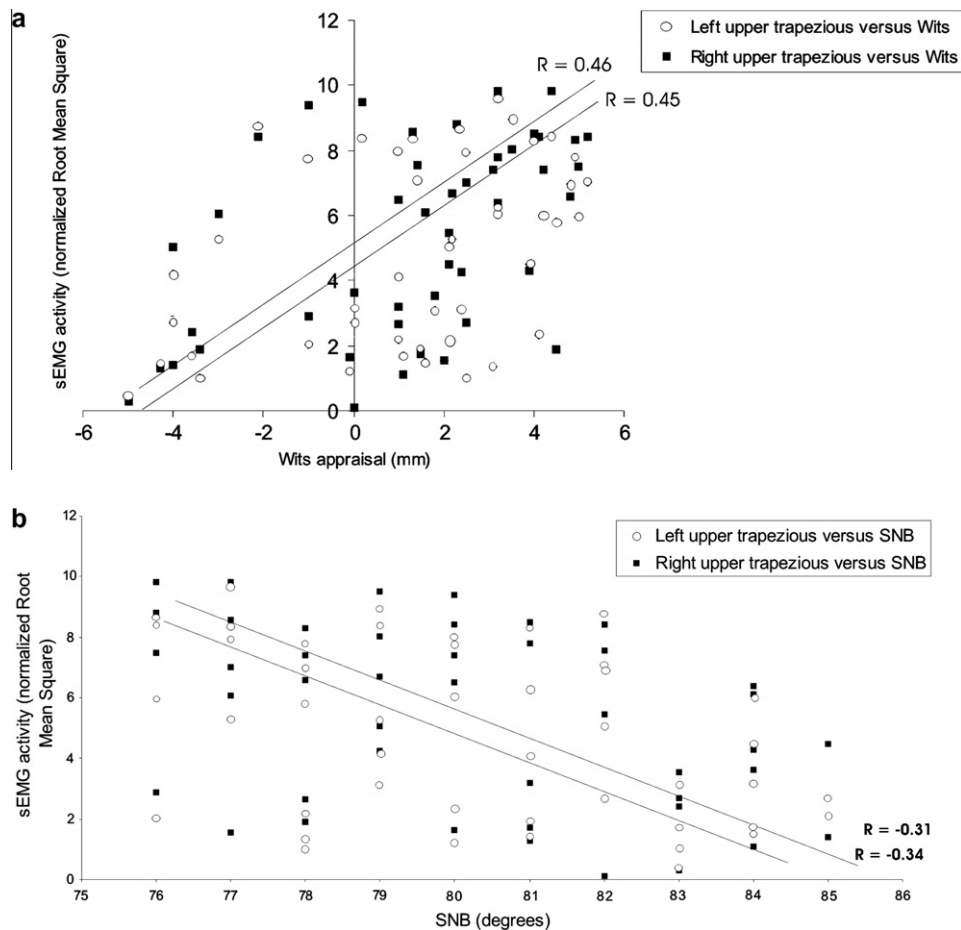 a
12
Left upper trapezious versus Wits
Right upper trapezious versus Wits
R = 0.46
R = 0.45
10
8
6
4
2
0
sEMG activity (normalized Root Mean Square)
-6
-4
-2
0
2
4
6
Wits appraisal (mm)
b
12
Left upper trapezious versus SNB
Right upper trapezious versus SNB
10
8
6
4
2
0
sEMG activity (normalized Root
Mean Square)
R = -0.31
R = -0.34
75
76
77
78
79
80
81
82
83
84
85
86
SNB (degrees)